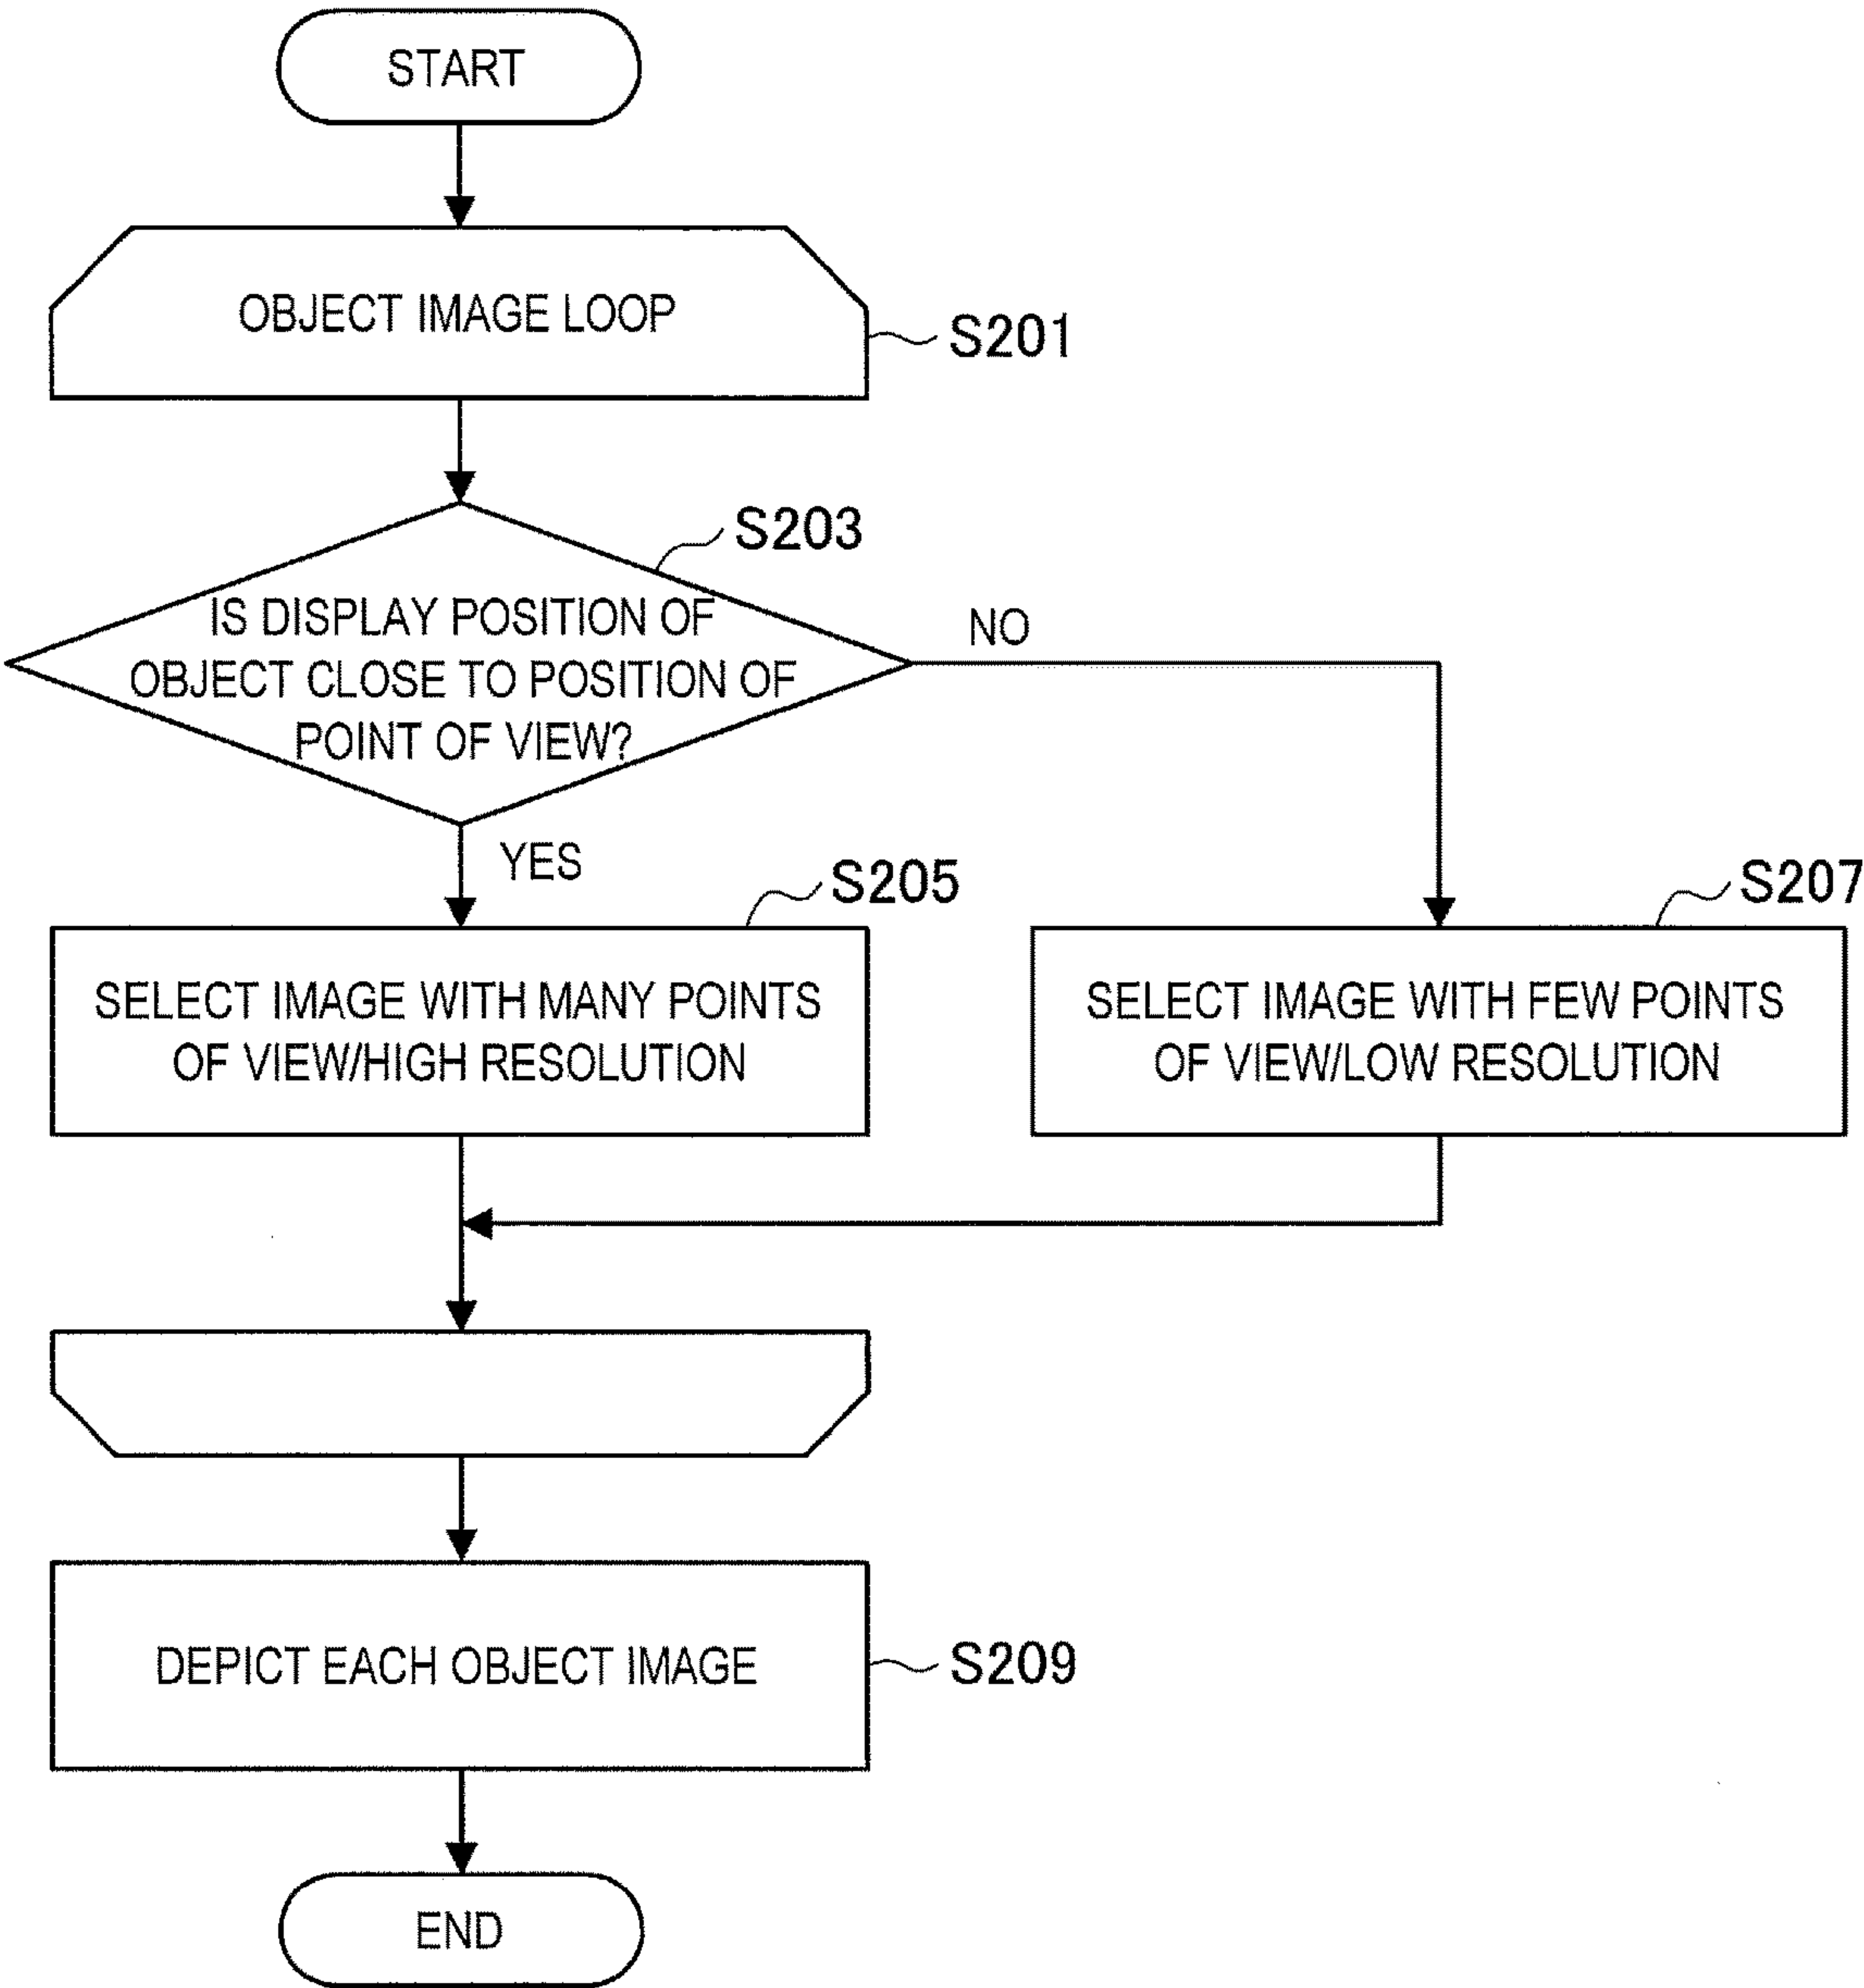 START
OBJECT IMAGE LOOP
S201
S203
IS DISPLAY POSITION OF
OBJECT CLOSE TO POSITION OF
POINT OF VIEW?
NO
YES
S205
SELECT IMAGE WITH MANY POINTS
OF VIEW/HIGH RESOLUTION
S207
SELECT IMAGE WITH FEW POINTS
OF VIEW/LOW RESOLUTION
DEPICT EACH OBJECT IMAGE
S209
END